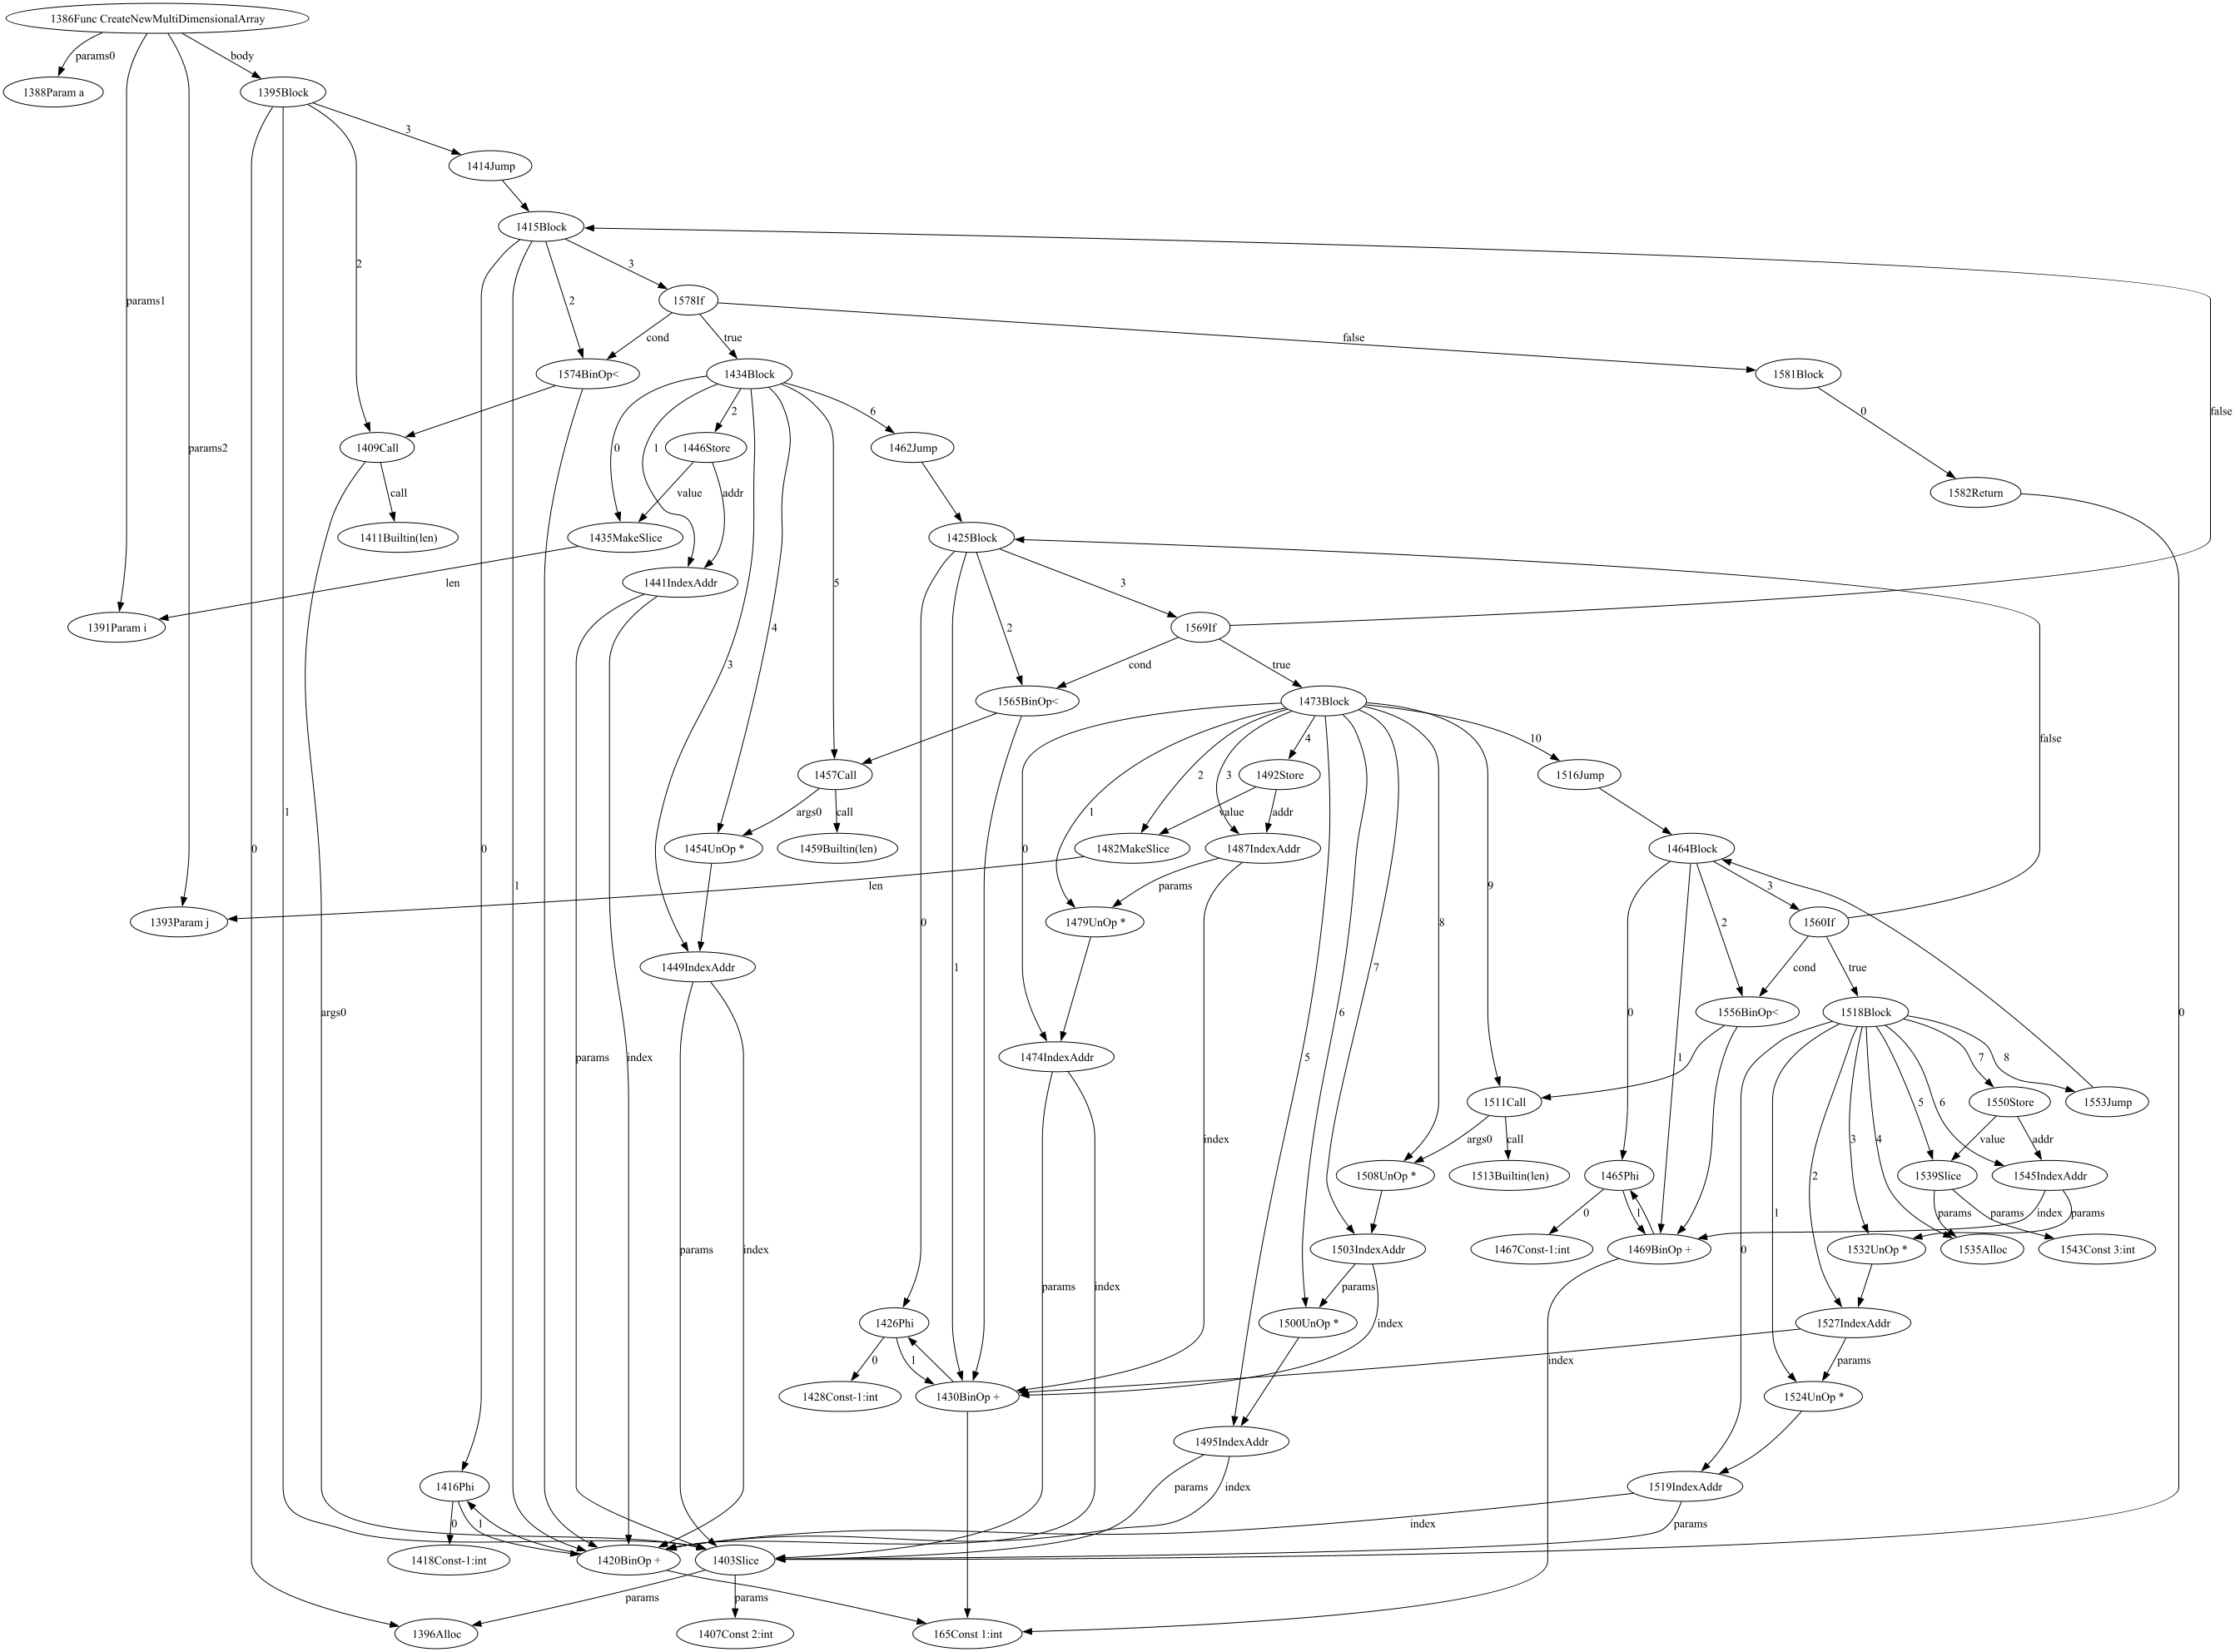 1386Func CreateNewMultiDimensionalArray
params0
body
1388Param a
1395Block
3
1414Jump
1415Block
2
params1
2
3
1578If
cond
true
false
1574BinOp<
1434Block
1581Block
false
params2
1409Call
0
1
2
1446Store
6
1462Jump
0
call
value
addr
1582Return
1411Builtin(len)
1435MakeSlice
1425Block
len
1441IndexAddr
5
3
1391Param i
4
2
1569If
3
cond
true
1565BinOp<
1473Block
4
10
false
1457Call
1492Store
1516Jump
2
3
0
1
1
args0
call
value
addr
1454UnOp *
1459Builtin(len)
0
1482MakeSlice
1487IndexAddr
1464Block
0
1
len
params
9
3
1393Param j
0
1479UnOp *
8
2
1560If
1449IndexAddr
1
7
cond
true
args0
6
0
1556BinOp<
1518Block
0
params
index
1474IndexAddr
5
1
7
8
1511Call
5
6
1550Store
1553Jump
index
args0
call
3
4
value
addr
1508UnOp *
1513Builtin(len)
1465Phi
2
1539Slice
1545IndexAddr
0
1
1
params
params
index
params
params
index
1503IndexAddr
1467Const-1:int
1469BinOp +
0
1532UnOp *
1535Alloc
1543Const 3:int
params
index
params
1426Phi
1500UnOp *
index
1527IndexAddr
0
1
index
params
1428Const-1:int
1430BinOp +
1524UnOp *
1495IndexAddr
1416Phi
params
index
1519IndexAddr
0
1
index
params
1418Const-1:int
1420BinOp +
1403Slice
params
params
1396Alloc
1407Const 2:int
165Const 1:int